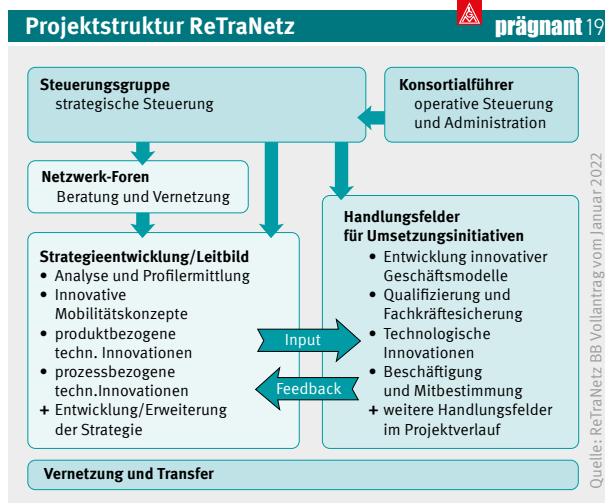 Projektstruktur ReTraNetz
prägnant 19
Steuerungsgruppe
strategische Steuerung
Konsortialführer
operative Steuerung
und Administration
Netzwerk-Foren
Beratung und Vernetzung
Strategieentwicklung/Leitbild
• Analyse und Profilermittlung
• Innovative
Mobilitätskonzepte
• produktbezogene
techn. Innovationen
• prozessbezogene
techn.Innovationen
+ Entwicklung/Erweiterung
der Strategie
Input
Feedback
Handlungsfelder
für Umsetzungsinitiativen
• Entwicklung innovativer
Geschäftsmodelle
• Qualifizierung und
Fachkräftesicherung
• Technologische
Innovationen
• Beschäftigung
und Mitbestimmung
+ weitere Handlungsfelder
im Projektverlauf
Vernetzung und Transfer
Quelle: ReTraNetz BB Vollantrag vom Januar 2022